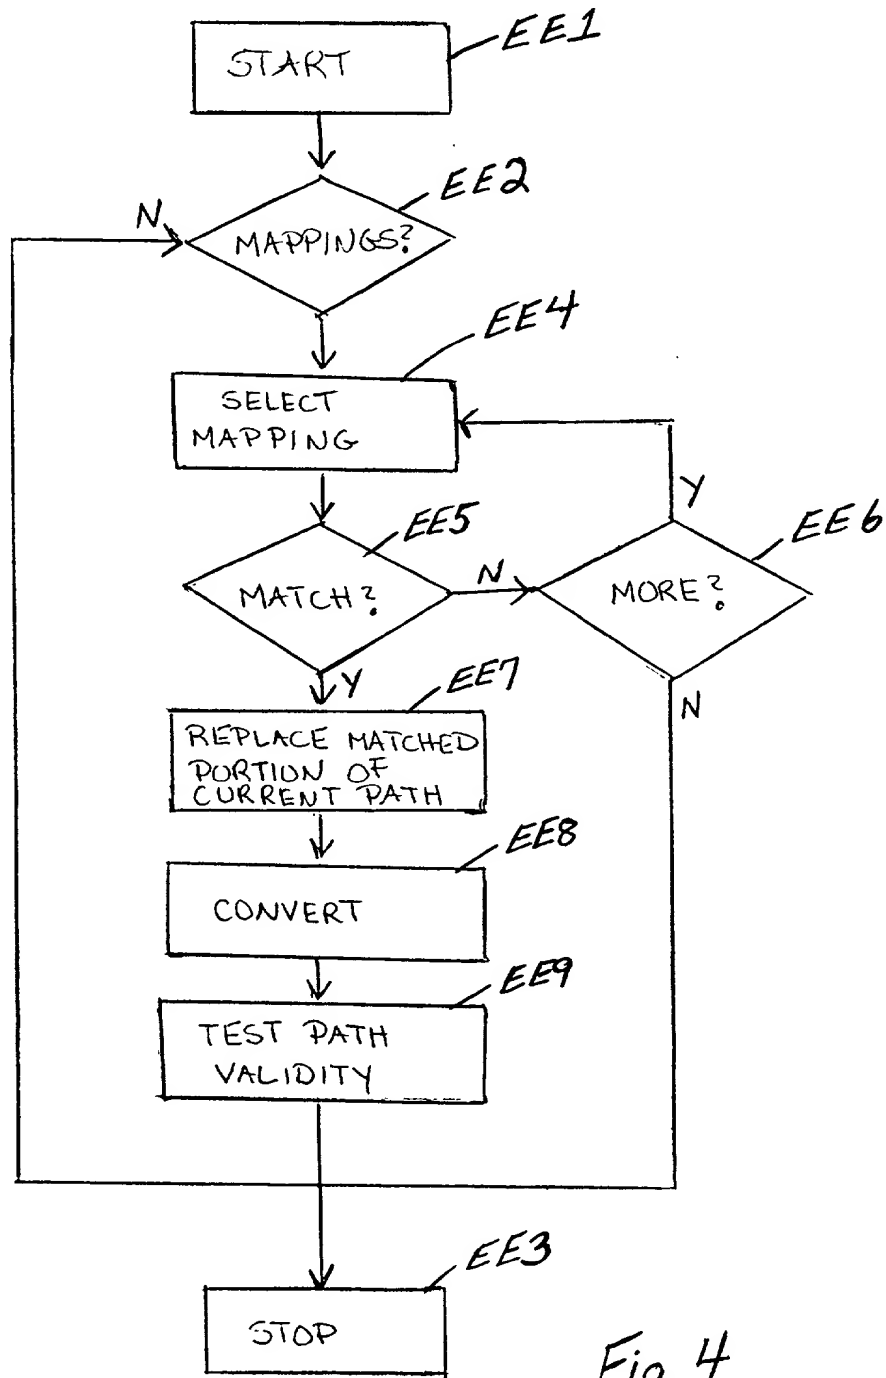 EE1
START
EE2
N
MAPPINGS?
EE4
SELECT
MAPPING
Y
EE5
EE6
N
MATCH?
MORE?
Y
EE7
N
REPLACE MATCHED
PORTION OF
CURRENT PATH
EE8
CONVERT
EE9
TEST PATH
VALIDITY
EE3
STOP
Fig 4